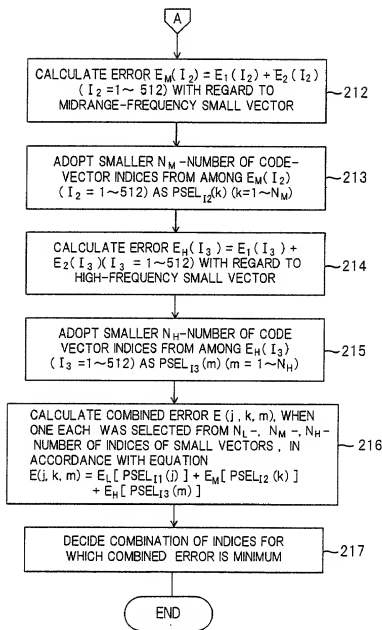 A
CALCULATE ERROR E_M(I_2) = E_1(I_2) + E_2(I_2)
(I_2 = 1~ 512) WITH REGARD TO
MIDRANGE-FREQUENCY SMALL VECTOR
212
ADOPT SMALLER N_M -NUMBER OF CODE-
VECTOR INDICES FROM AMONG E_M(I_2)
(I_2 = 1~512) AS PSEL_I2(k) (k=1~N_M)
213
CALCULATE ERROR E_H(I_3) = E_1(I_3) +
E_2(I_3)(I_3 = 1~512) WITH REGARD TO
HIGH-FREQUENCY SMALL VECTOR
214
ADOPT SMALLER N_H-NUMBER OF CODE
VECTOR INDICES FROM AMONG E_H(I_3)
(I_3 =1~512) AS PSEL_I3(m) (m = 1~N_H)
215
CALCULATE COMBINED ERROR E (j, k, m), WHEN
ONE EACH WAS SELECTED FROM N_L-, N_M-, N_H-
NUMBER OF INDICES OF SMALL VECTORS, IN
ACCORDANCE WITH EQUATION
E(j, k, m) = E_L[ PSEL_I1(j) ] + E_M[ PSEL_I2(k) ]
+ E_H[ PSEL_I3(m) ]
216
DECIDE COMBINATION OF INDICES FOR
WHICH COMBINED ERROR IS MINIMUM
217
END